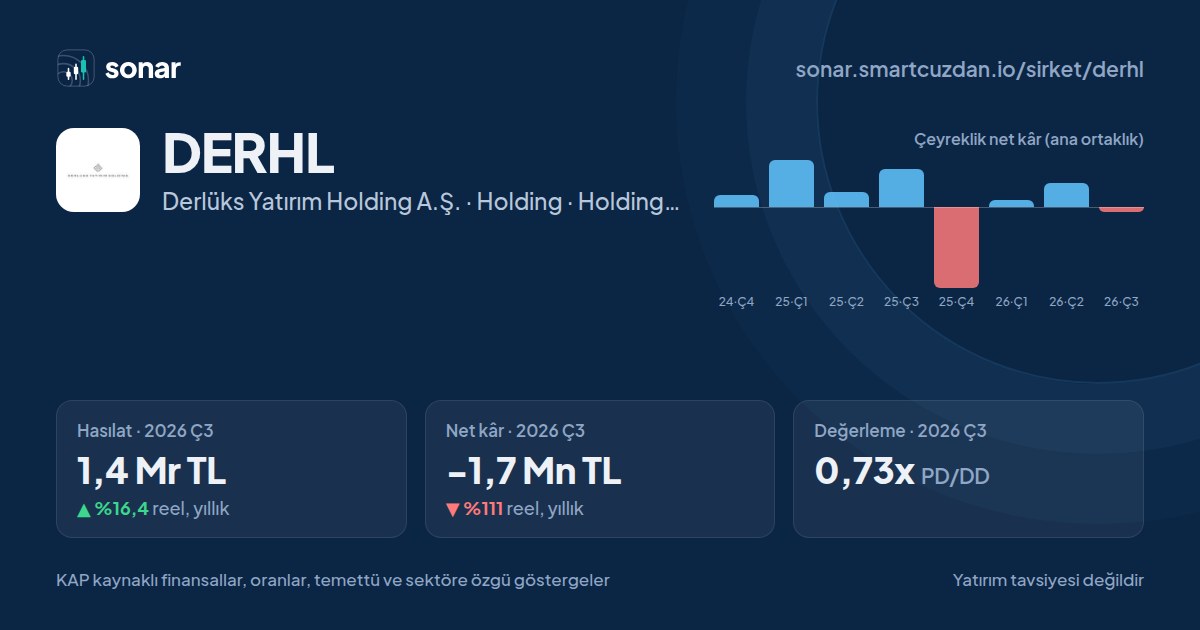 sonar
sonar.smartcuzdan.io/sirket/derhl
DERHL
Derlüks Yatırım Holding A.Ş. · Holding · Holding...
Çeyreklik net kâr (ana ortaklık)
24·Ç4 25·Ç1 25·Ç2 25·Ç3 25·Ç4 26·Ç1 26·Ç2 26·Ç3
Hasılat · 2026 Ç3
1,4 Mr TL
▲ %16,4 reel, yıllık
Net kâr · 2026 Ç3
−1,7 Mn TL
▼ %111 reel, yıllık
Değerleme · 2026 Ç3
0,73x PD/DD
KAP kaynaklı finansallar, oranlar, temettü ve sektöre özgü göstergeler
Yatırım tavsiyesi değildir